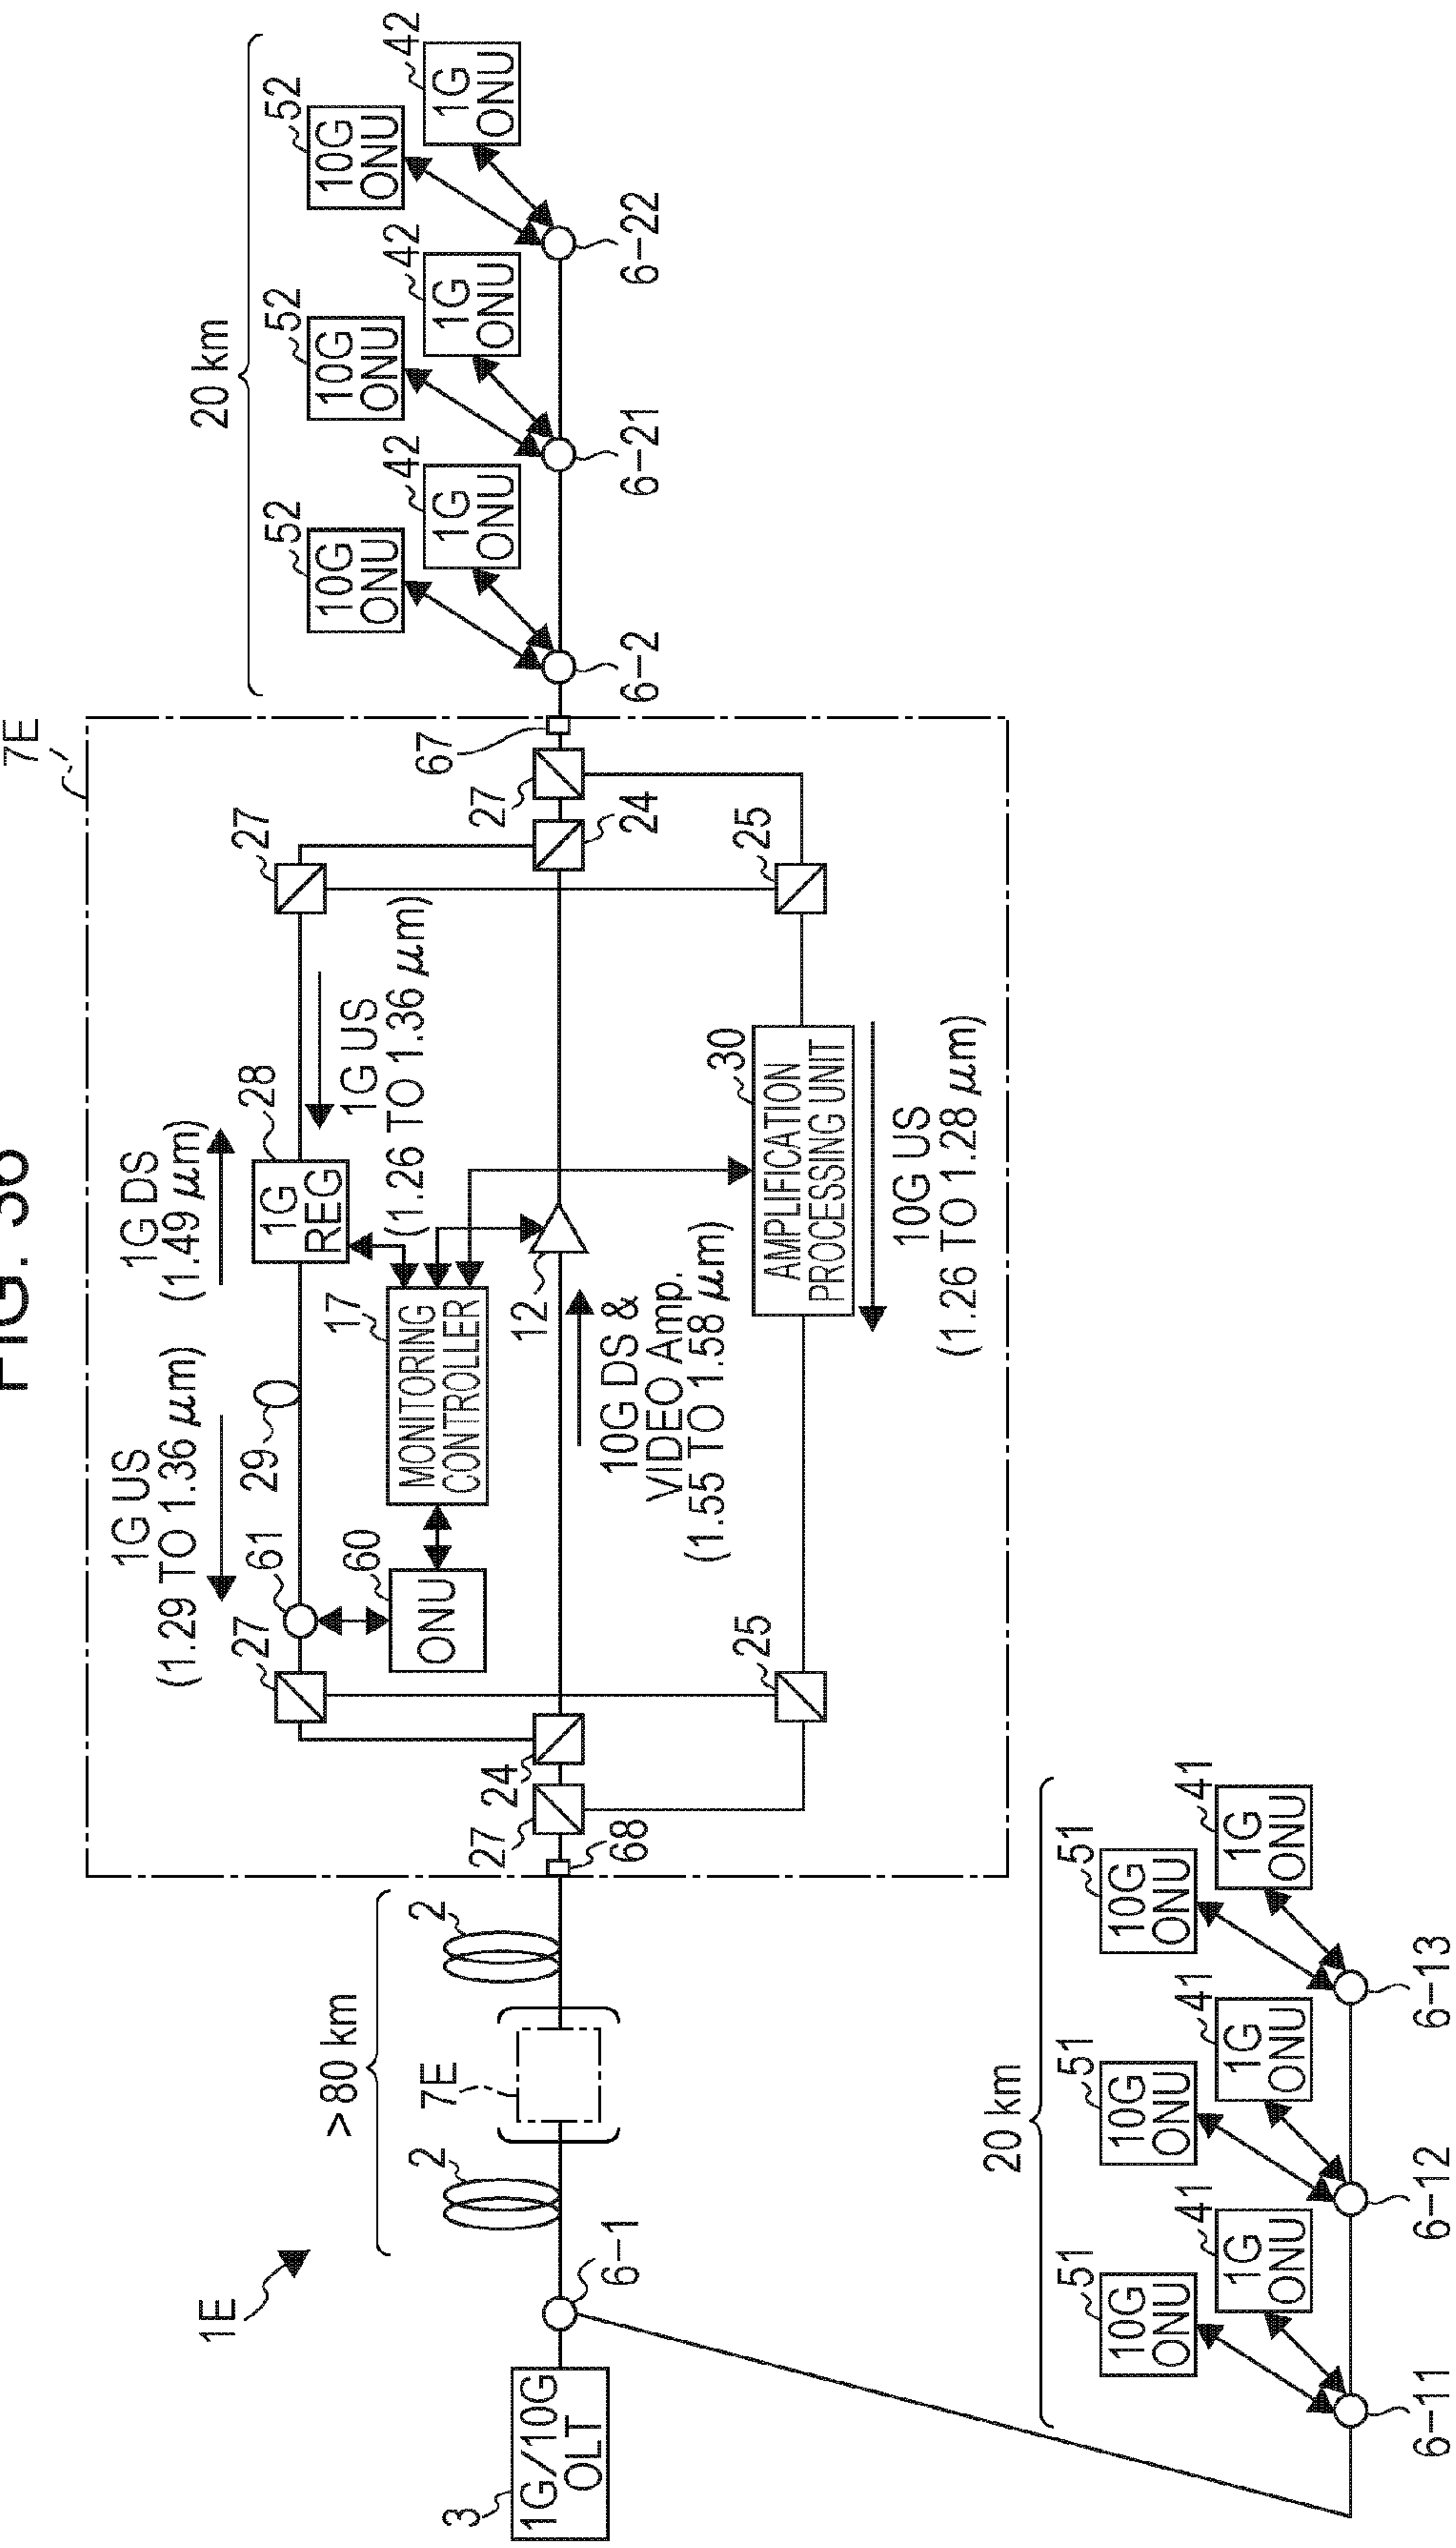 FIG.
1E
3
1G/10G
OLT
6-1
> 80 km
2
7E
2
7E
68
27
24
27
61
1G US
(1.29 TO 1.36 μm)
29
1G DS
(1.49 μm)
28
1G
REG
1G US
(1.26 TO 1.36 μm)
27
60
ONU
17
MONITORING
CONTROLLER
12
10G DS &
VIDEO Amp.
(1.55 TO 1.58 μm)
25
30
AMPLIFICATION
PROCESSING UNIT
10G US
(1.26 TO 1.28 μm)
25
24
27
67
20 km
52
10G
ONU
42
1G
ONU
52
10G
ONU
42
1G
ONU
52
10G
ONU
42
1G
ONU
6-2
6-21
6-22
20 km
51
10G
ONU
41
1G
ONU
51
10G
ONU
41
1G
ONU
51
10G
ONU
41
1G
ONU
6-11
6-12
6-13